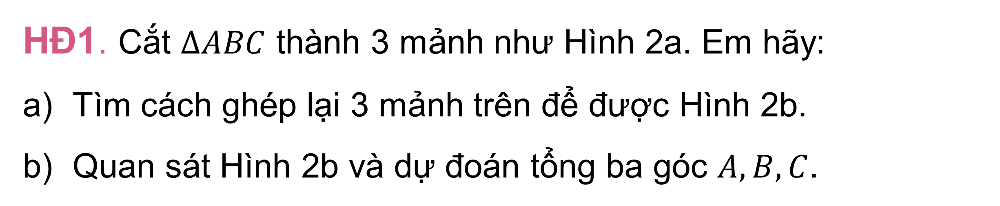 HĐ1. Cắt ΔABC thành 3 mảnh như Hình 2a. Em hãy:
a) Tìm cách ghép lại 3 mảnh trên để được Hình 2b.
b) Quan sát Hình 2b và dự đoán tổng ba góc A, B, C.